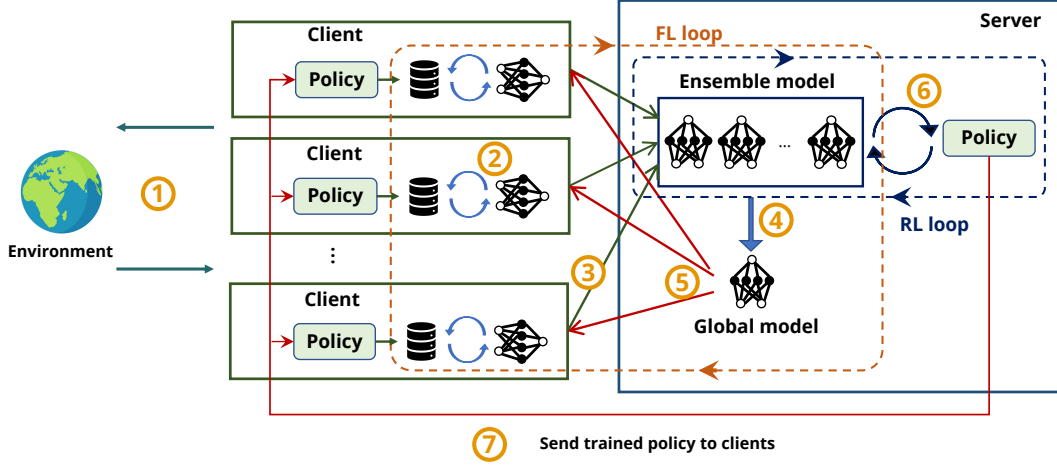 Server
Client
FL loop
Policy
Ensemble model
6
1
Environment
Client
2
Policy
...
Policy
RL loop
4
...
3
5
Client
Policy
Global model
7
Send trained policy to clients